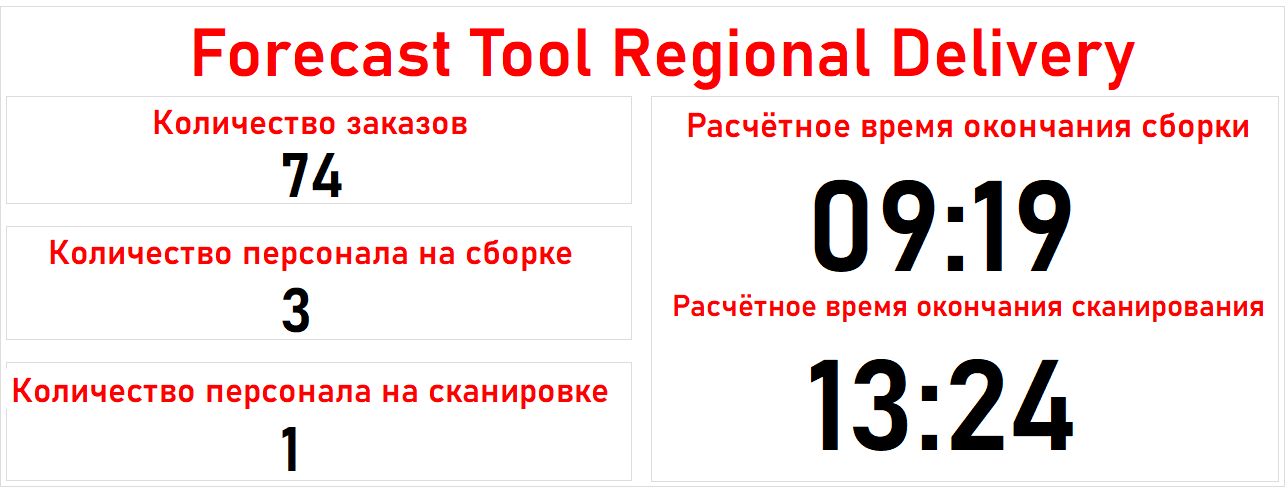 Forecast Tool Regional Delivery
Количество заказов
74
Количество персонала на сборке
3
Количество персонала на сканировке
1
Расчётное время окончания сборки
09:19
Расчётное время окончания сканирования
13:24